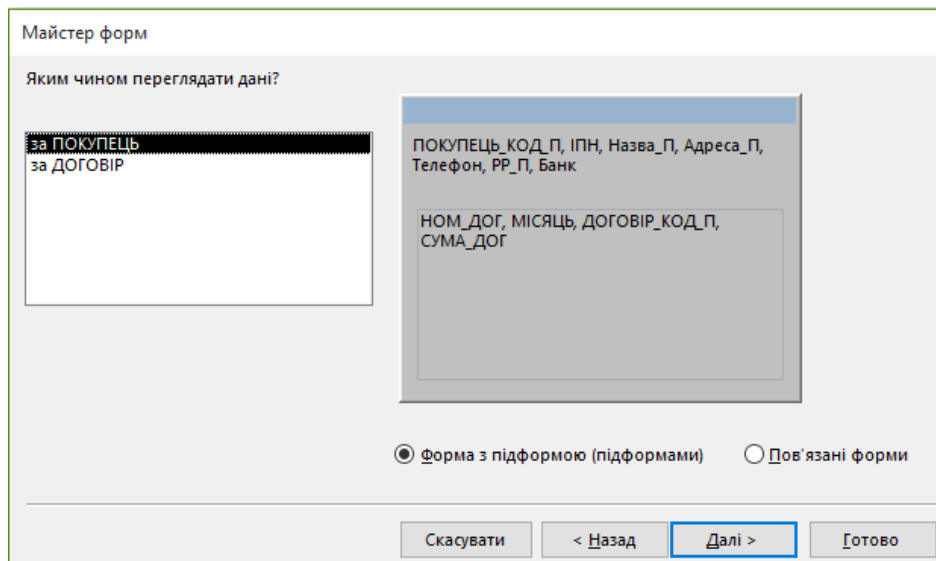 Майстер форм
Яким чином переглядати дані?
за ПОКУПЕЦЬ
за ДОГОВІР
ПОКУПЕЦЬ_КОД_П, ІПН, Назва_П, Адреса_П,
Телефон, РР_П, Банк
НОМ_ДОГ, МІСЯЦЬ, ДОГОВІР_КОД_П,
СУМА_ДОГ
Форма з підформою (підформами)
Пов'язані форми
Скасувати
< Назад
Далі >
Готово